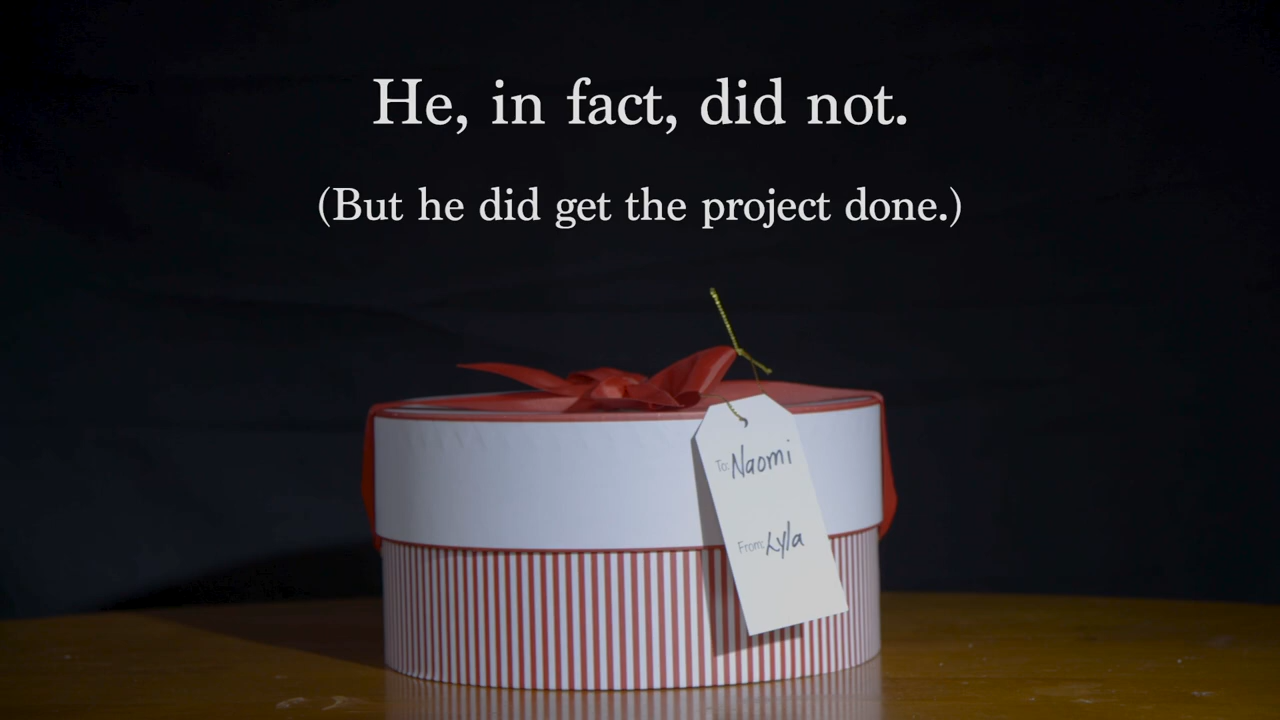 He, in fact, did not.
(But he did get the project done.)
To: Naomi
From: Lyla